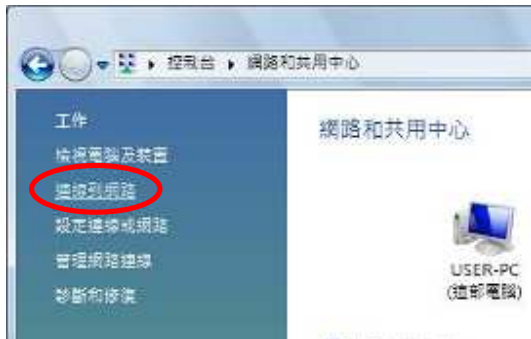 控制台 ▸ 網路和共用中心
工作
檢視電腦及裝置
連線到網路
設定連線或網路
管理網路連線
診斷和修復
網路和共用中心
USER-PC
(這部電腦)